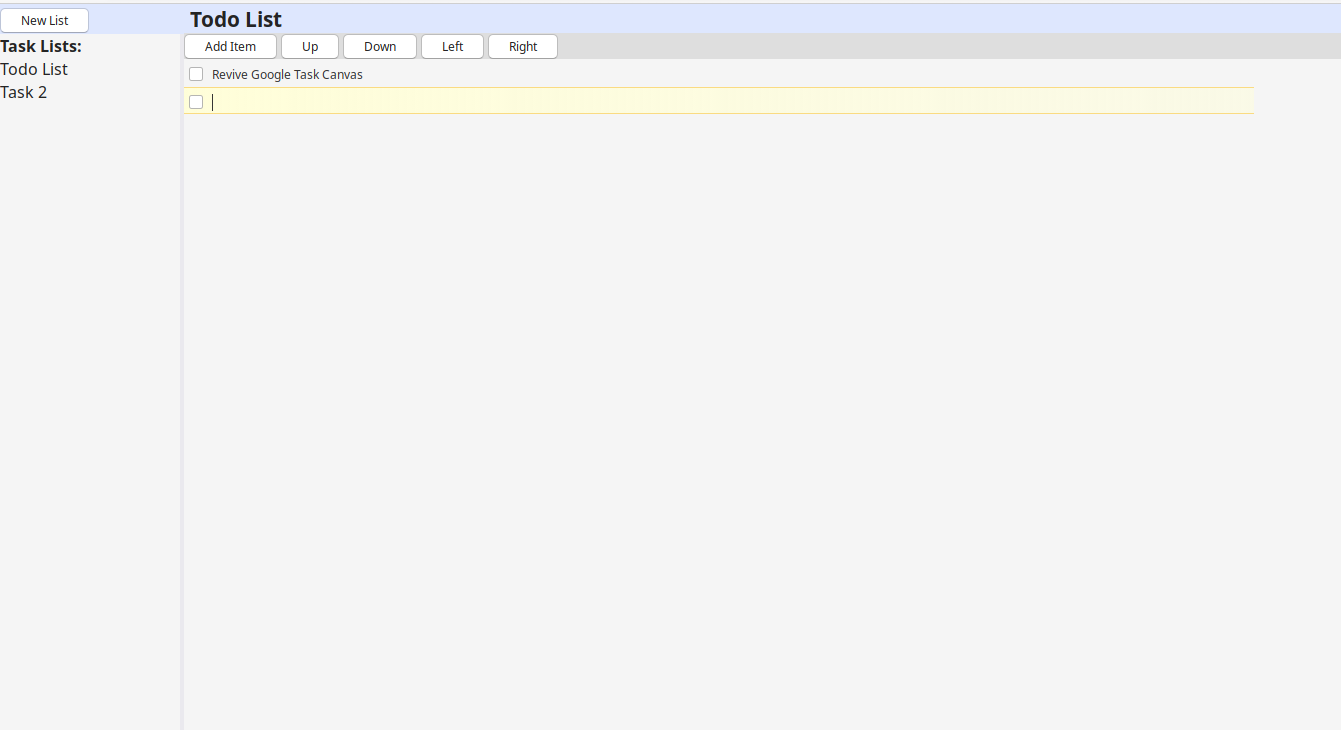 New List
Todo List
Task Lists:
Add Item Up Down Left Right
Todo List
Revive Google Task Canvas
Task 2